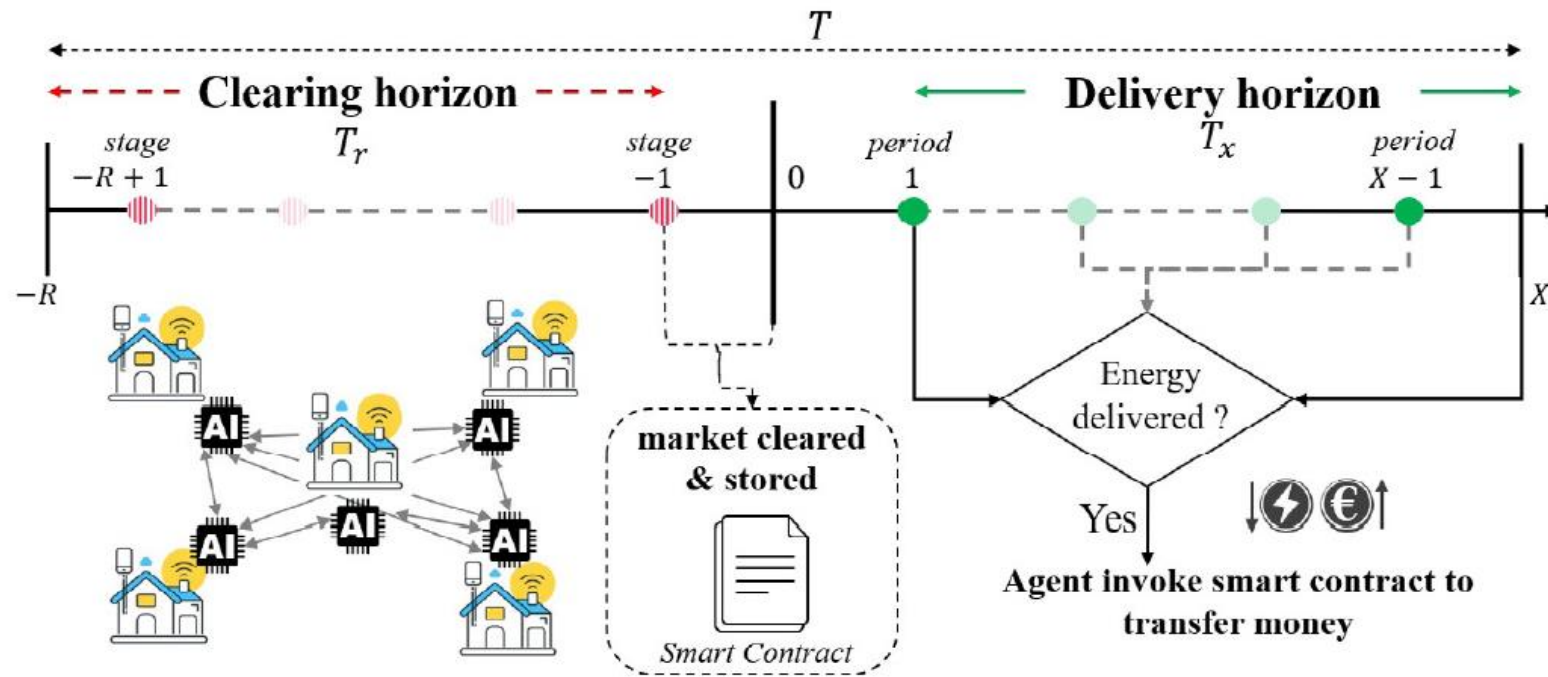 T
Clearing horizon
Delivery horizon
T_r
T_x
stage
-R + 1
stage
-1
0
period
1
period
X - 1
-R
X
Energy
delivered ?
AI
AI
AI
AI
AI
market cleared
& stored
Smart Contract
Yes
€
Agent invoke smart contract to
transfer money